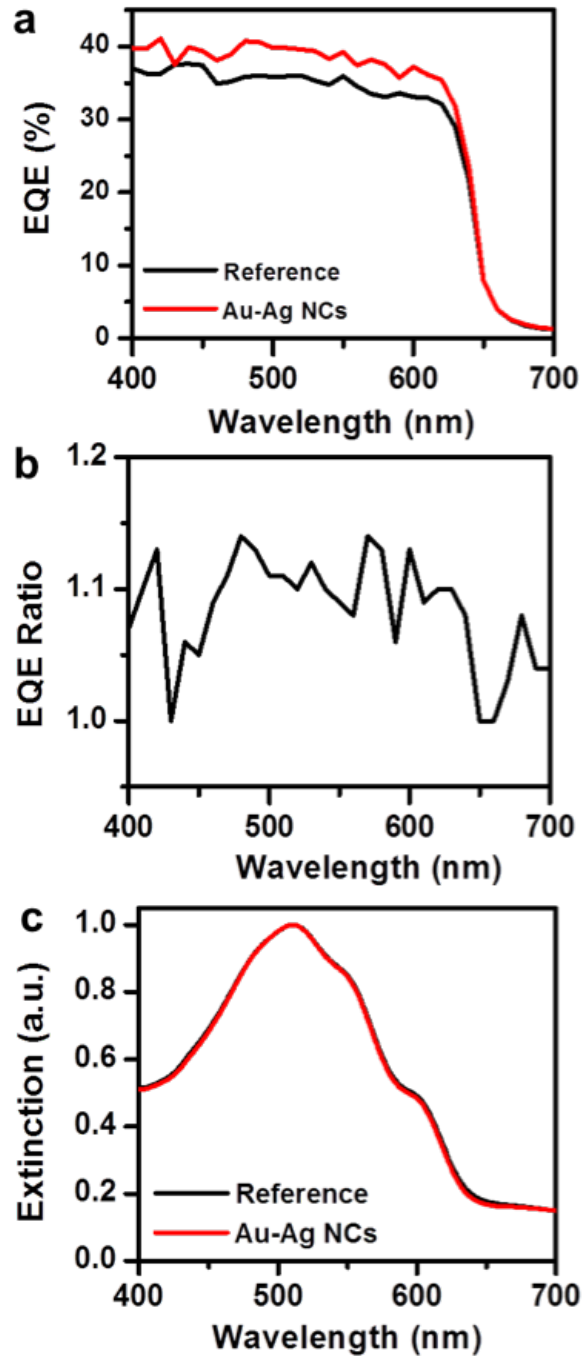 a
EQE (%)
40
30
20
10
0
Reference
Au-Ag NCs
400 500 600 700
Wavelength (nm)
b
EQE Ratio
1.2
1.1
1.0
400 500 600 700
Wavelength (nm)
c
Extinction (a.u.)
1.0
0.8
0.6
0.4
0.2
0.0
Reference
Au-Ag NCs
400 500 600 700
Wavelength (nm)